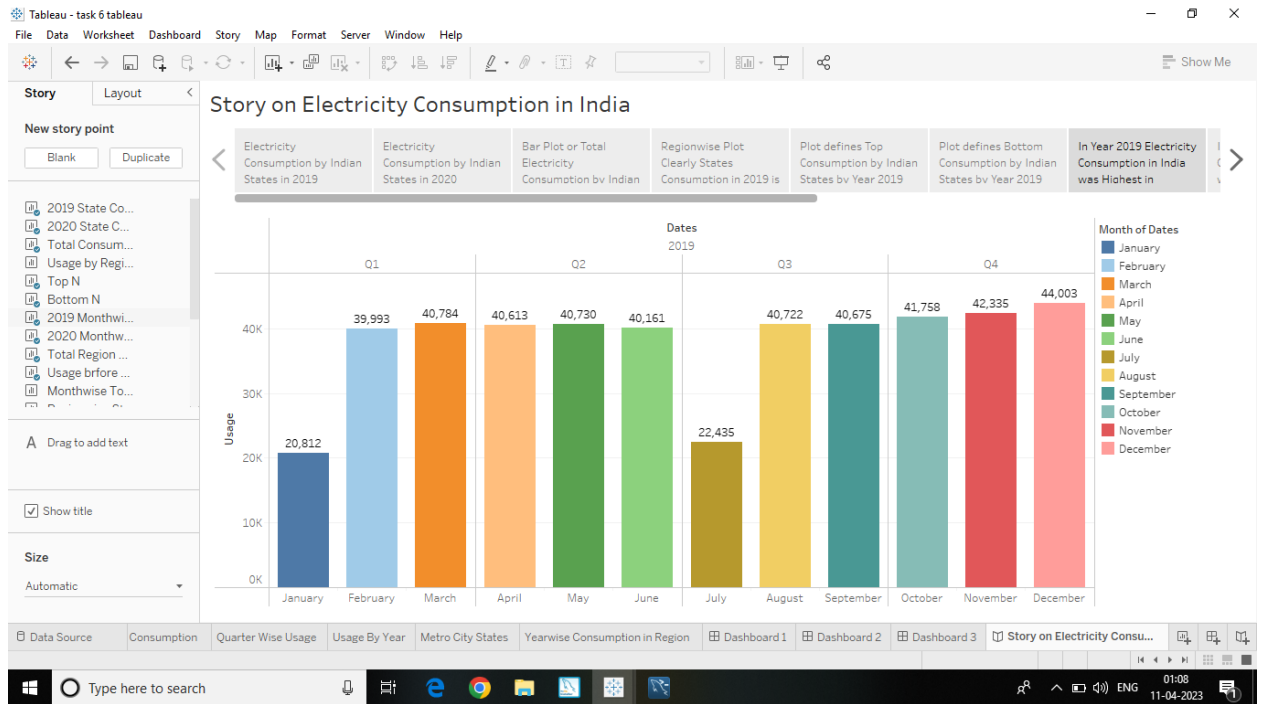 Tableau - task 6 tableau
File Data Worksheet Dashboard Story Map Format Server Window Help
Show Me
Story Layout
New story point
Blank Duplicate
2019 State Co...
2020 State C...
Total Consum...
Usage by Regi...
Top N
Bottom N
2019 Monthwi...
2020 Monthw...
Total Region ...
Usage brfore ...
Monthwise To...
A Drag to add text
Show title
Size
Automatic
Story on Electricity Consumption in India
Electricity
Consumption by Indian
States in 2019
Electricity
Consumption by Indian
States in 2020
Bar Plot or Total
Electricity
Consumption by Indian
Regionwise Plot
Clearly States
Consumption in 2019 is
Plot defines Top
Consumption by Indian
States by Year 2019
Plot defines Bottom
Consumption by Indian
States by Year 2019
In Year 2019 Electricity
Consumption in India
was Highest in
Dates
2019
Q1 Q2 Q3 Q4
Usage
40K
30K
20K
10K
0K
20,812
39,993
40,784
40,613
40,730
40,161
22,435
40,722
40,675
41,758
42,335
44,003
January February March April May June July August September October November December
Month of Dates
January
February
March
April
May
June
July
August
September
October
November
December
Data Source Consumption Quarter Wise Usage Usage By Year Metro City States Yearwise Consumption in Region Dashboard 1 Dashboard 2 Dashboard 3 Story on Electricity Consu...
Type here to search
ENG
01:08
11-04-2023
1